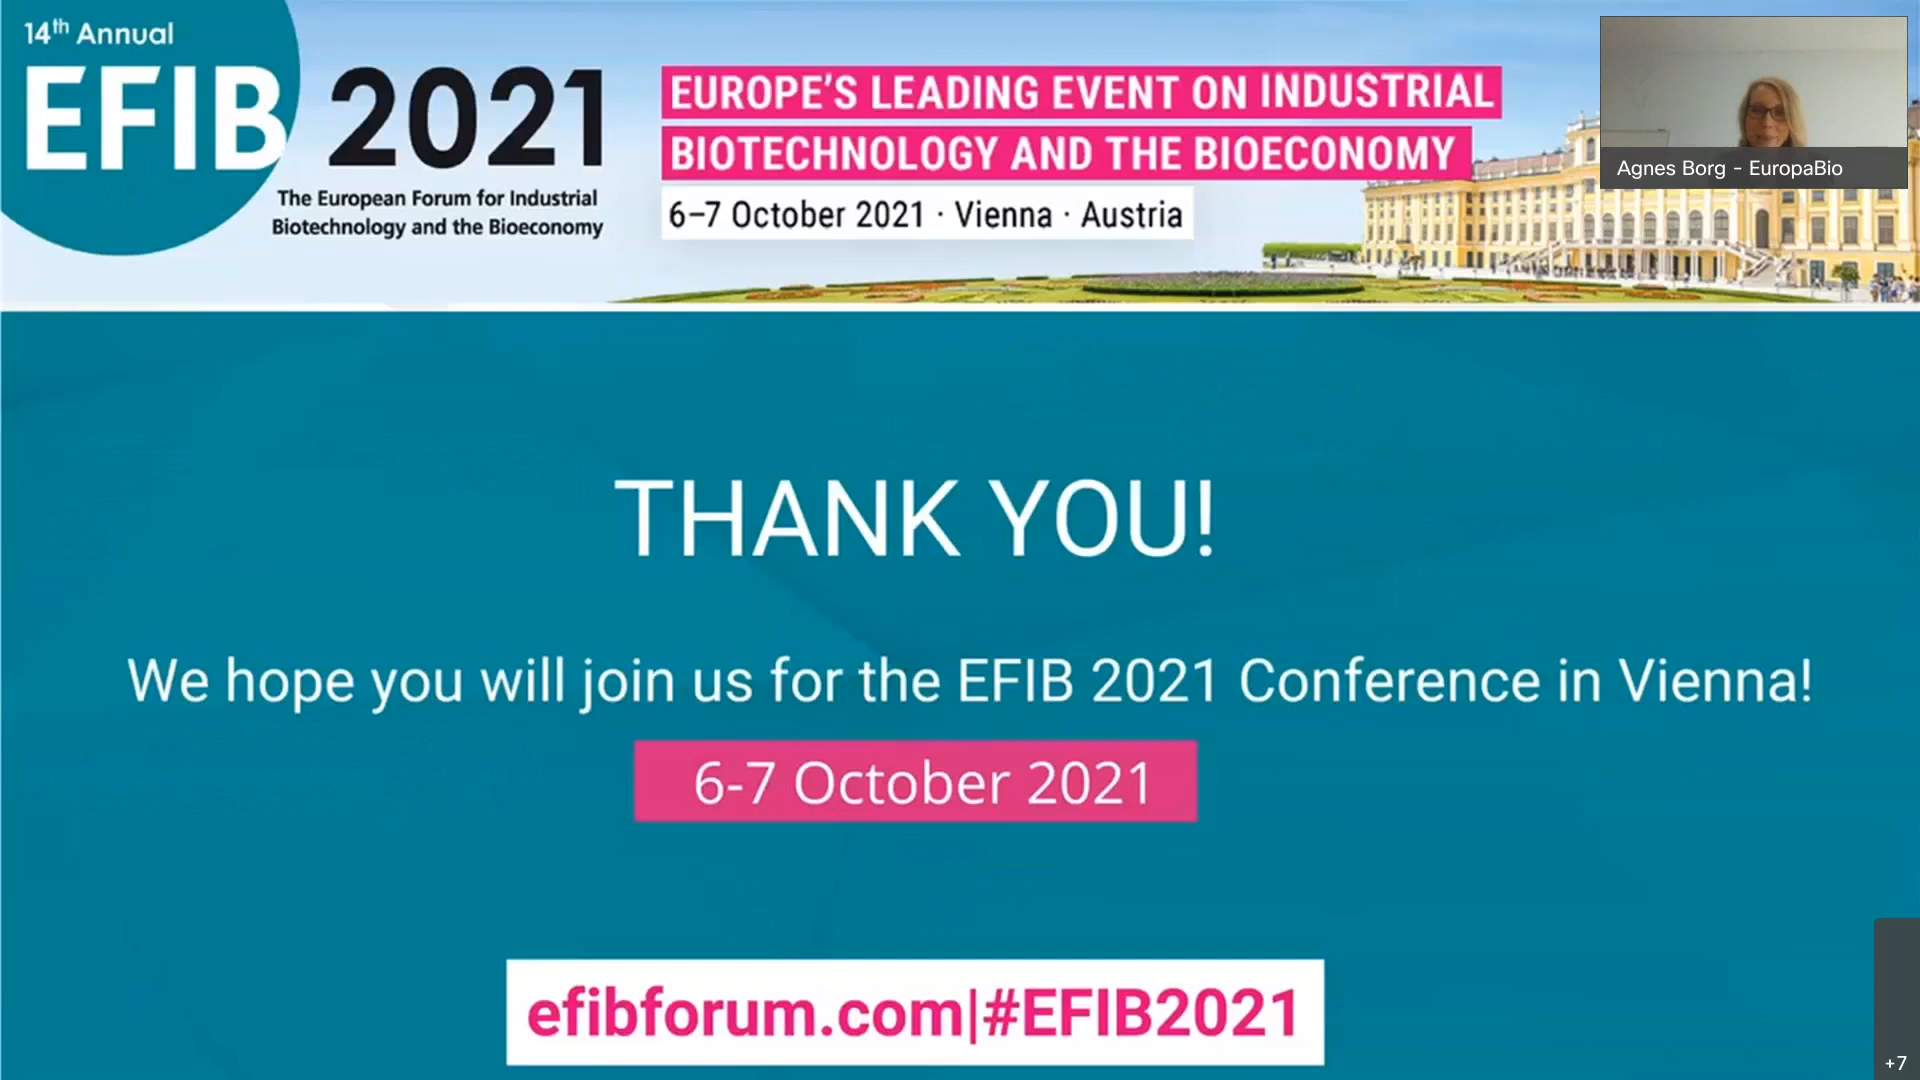 14th Annual
EFIB 2021
The European Forum for Industrial
Biotechnology and the Bioeconomy
EUROPE'S LEADING EVENT ON INDUSTRIAL
BIOTECHNOLOGY AND THE BIOECONOMY
6–7 October 2021 · Vienna · Austria
Agnes Borg - EuropaBio
THANK YOU!
We hope you will join us for the EFIB 2021 Conference in Vienna!
6-7 October 2021
efibforum.com|#EFIB2021
+7